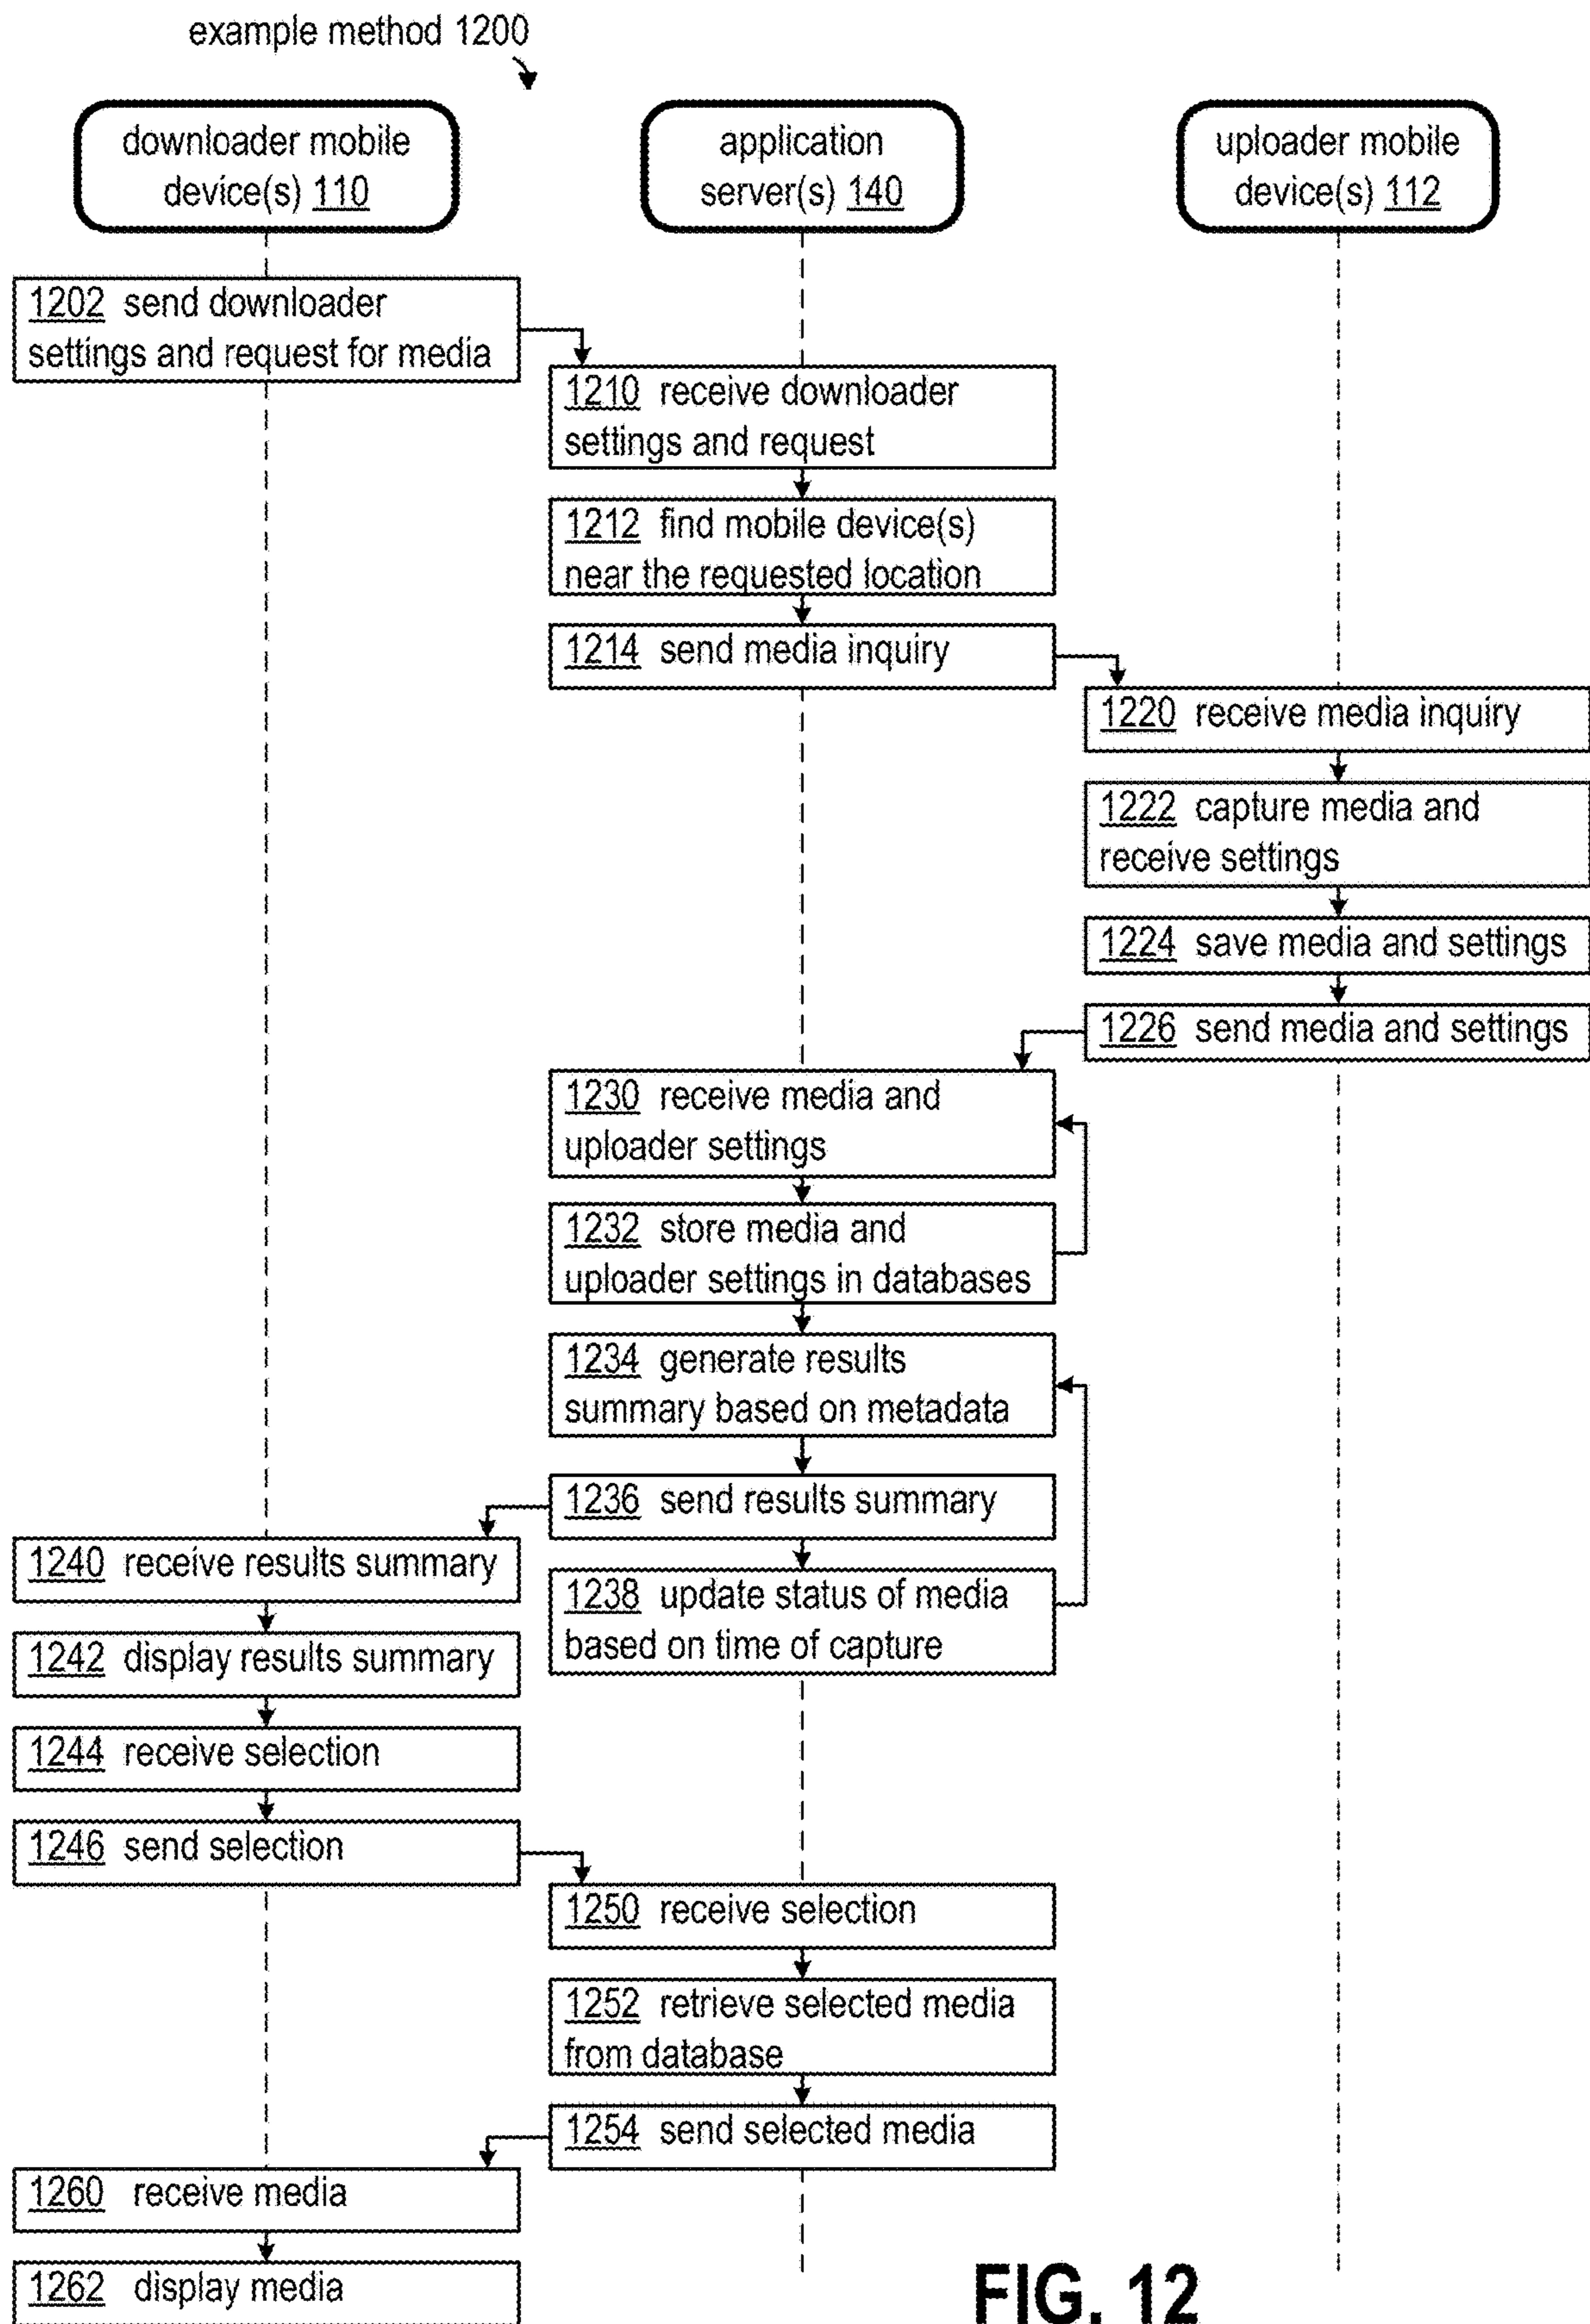 example method 1200
downloader mobile
device(s) 110
application
server(s) 140
uploader mobile
device(s) 112
1202 send downloader
settings and request for media
1210 receive downloader
settings and request
1212 find mobile device(s)
near the requested location
1214 send media inquiry
1220 receive media inquiry
1222 capture media and
receive settings
1224 save media and settings
1226 send media and settings
1230 receive media and
uploader settings
1232 store media and
uploader settings in databases
1234 generate results
summary based on metadata
1236 send results summary
1240 receive results summary
1238 update status of media
based on time of capture
1242 display results summary
1244 receive selection
1246 send selection
1250 receive selection
1252 retrieve selected media
from database
1254 send selected media
1260 receive media
1262 display media
FIG. 12